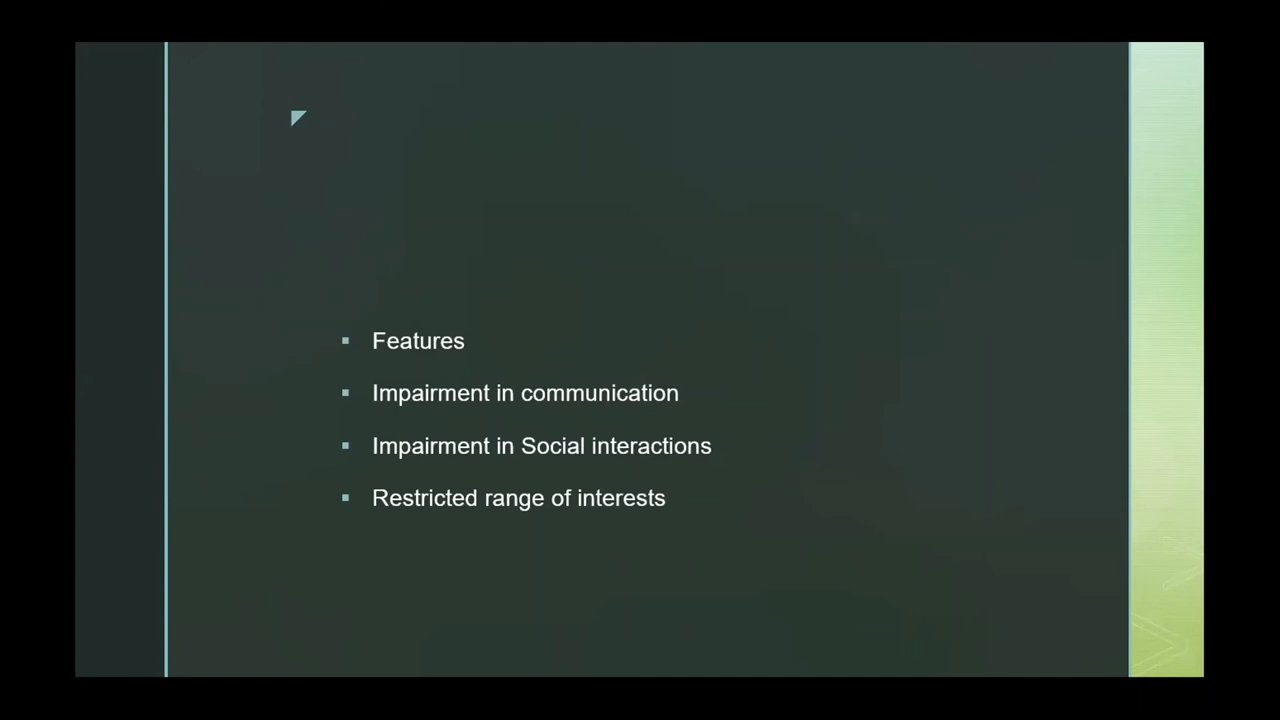 Features
Impairment in communication
Impairment in Social interactions
Restricted range of interests